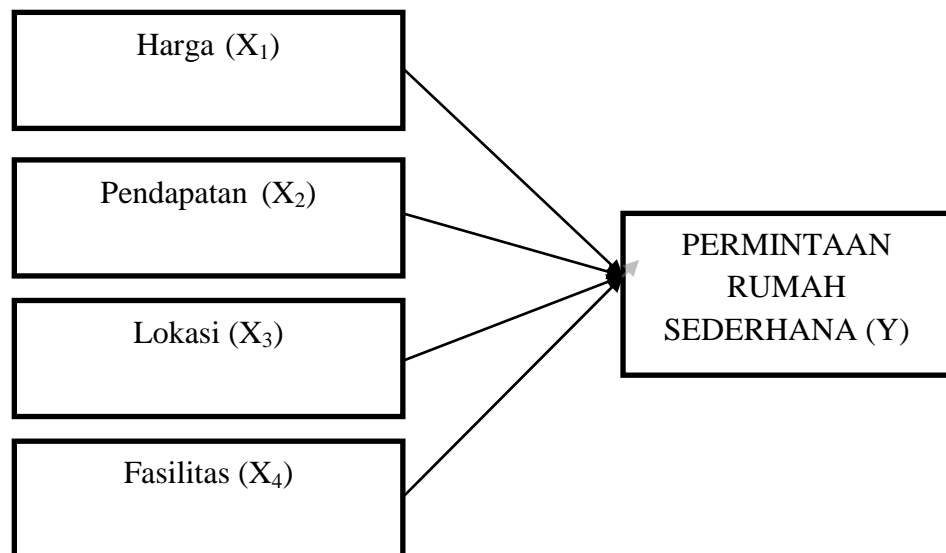 Harga (X₁)
Pendapatan (X₂)
Lokasi (X₃)
Fasilitas (X₄)
PERMINTAAN
RUMAH
SEDERHANA (Y)